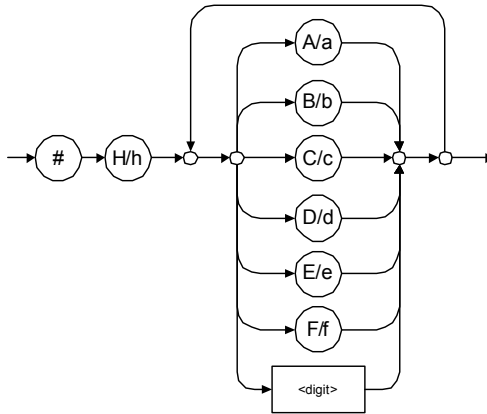 A/a
B/b
# H/h C/c
D/d
E/e
F/f
<digit>